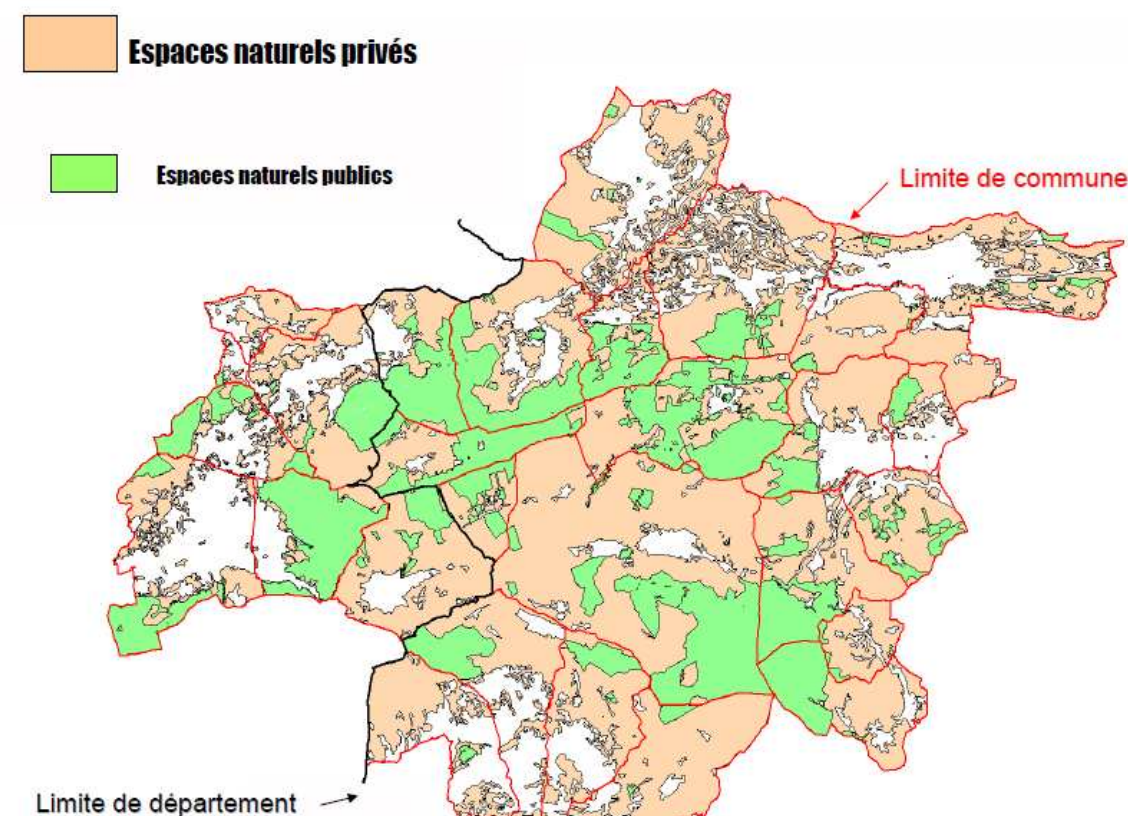 Espaces naturels privés
Espaces naturels publics
Limite de commune
Limite de département